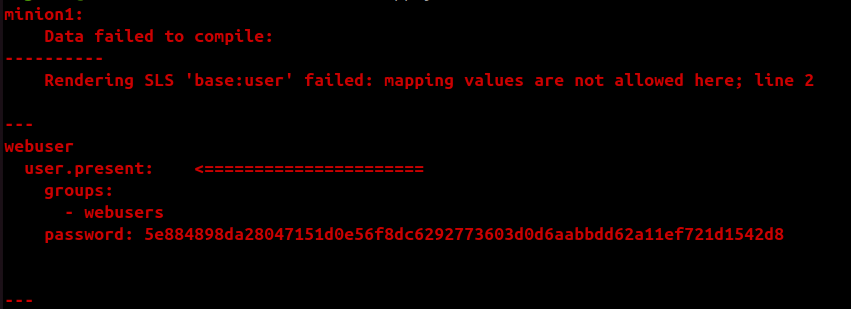 minion1:
    Data failed to compile:
----------
    Rendering SLS 'base:user' failed: mapping values are not allowed here; line 2
---
webuser
  user.present:    <======================
    groups:
      - webusers
    password: 5e884898da28047151d0e56f8dc6292773603d0d6aabbdd62a11ef721d1542d8
---